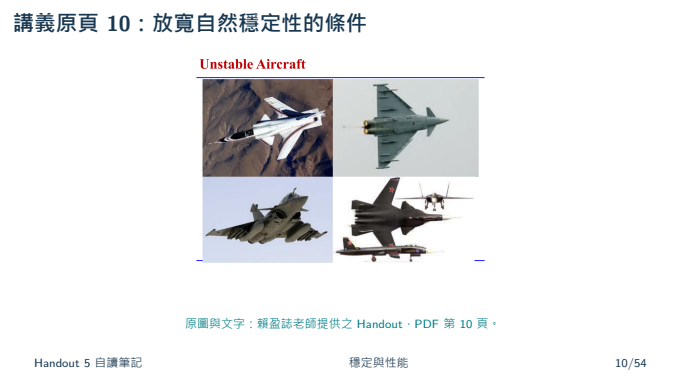 講義原頁 10：放寬自然穩定性的條件
Unstable Aircraft
原圖與文字：賴盈誌老師提供之 Handout，PDF 第 10 頁。
Handout 5 自讀筆記
穩定與性能
10/54